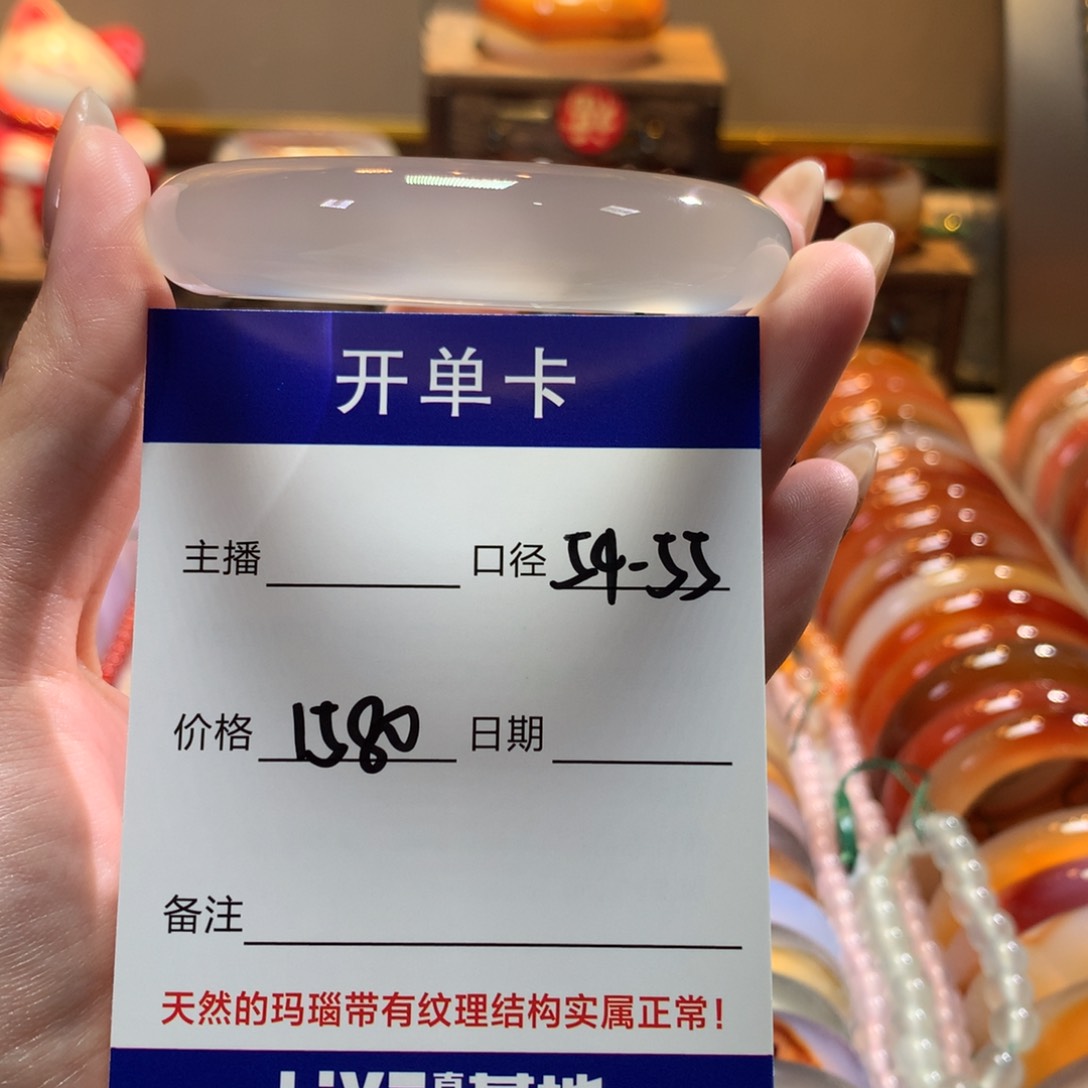 开单卡
主播 口径 54-55
价格 1580 日期
备注
天然的玛瑙带有纹理结构实属正常!